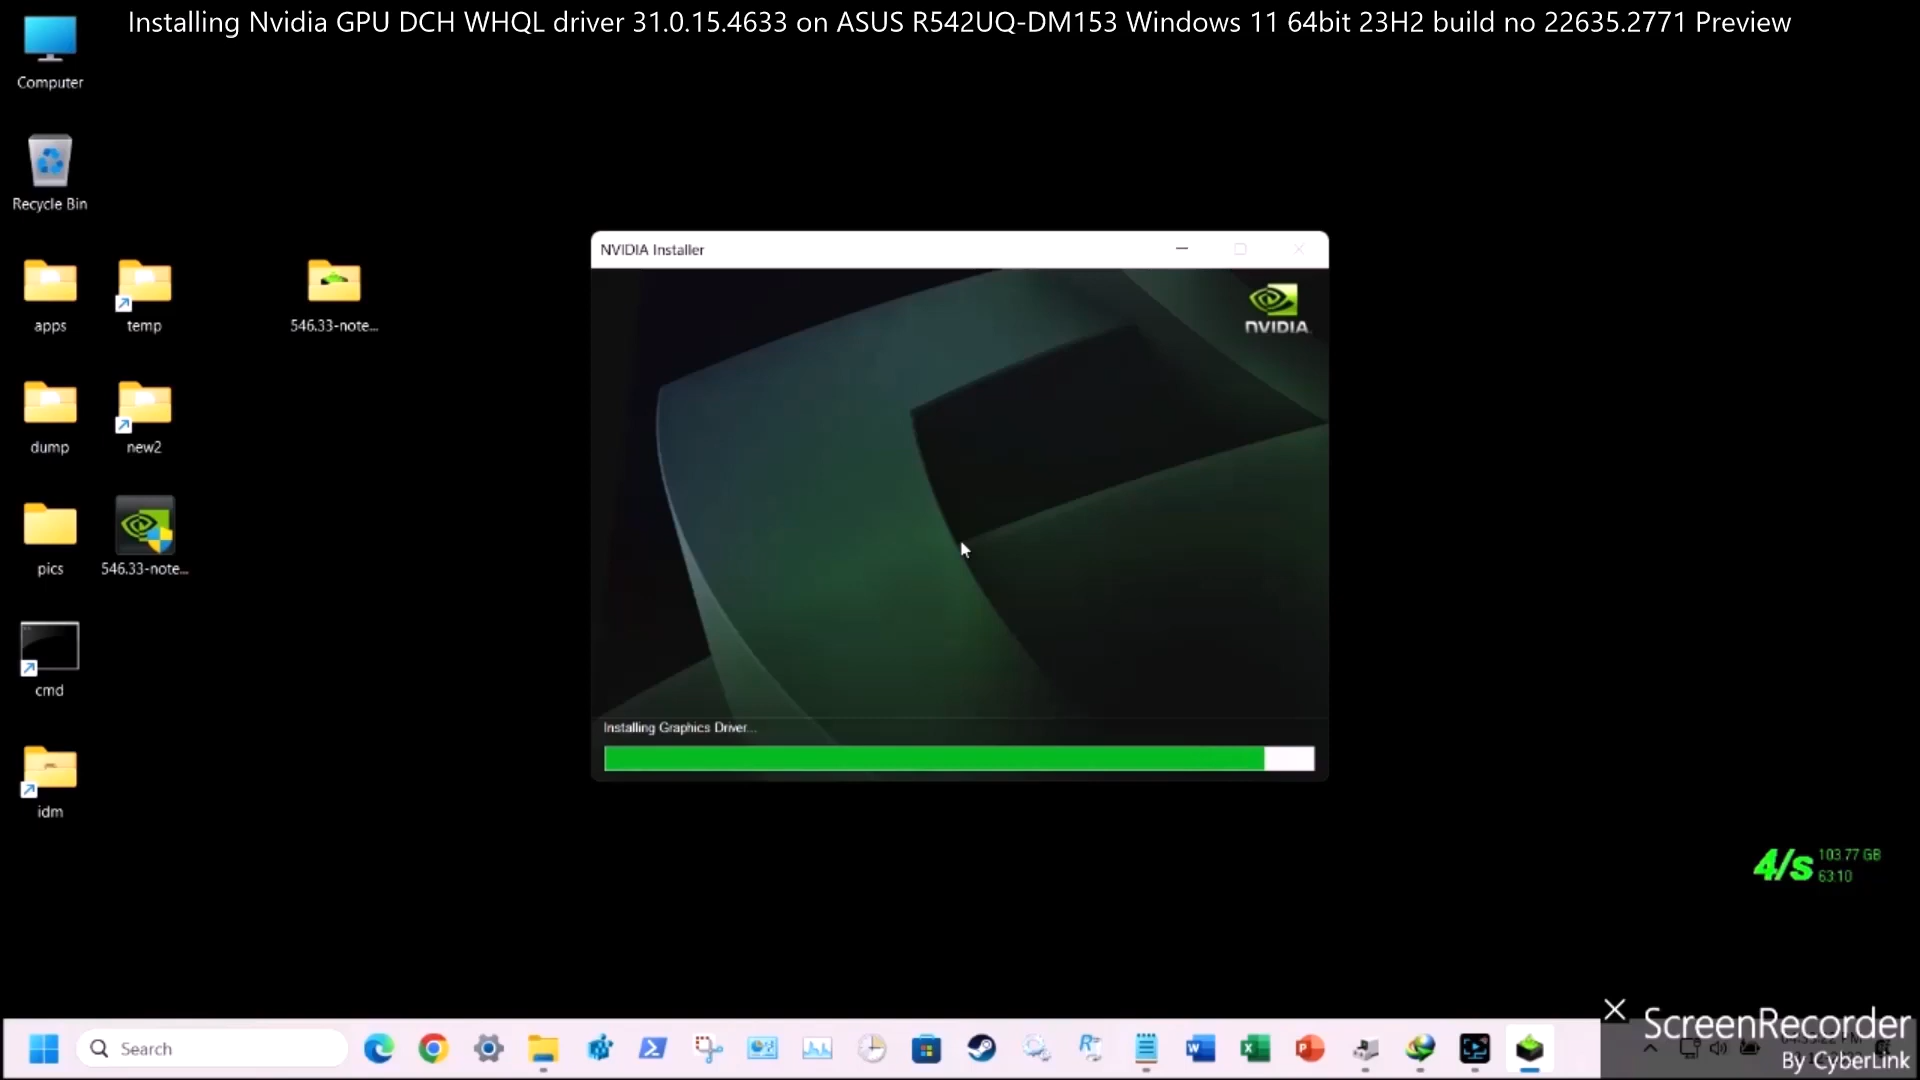 Installing Nvidia GPU DCH WHQL driver 31.0.15.4633 on ASUS R542UQ-DM153 Windows 11 64bit 23H2 build no 22635.2771 Preview
Computer
Recycle Bin
apps
temp
546.33-note...
dump
new2
pics
546.33-note...
cmd
idm
NVIDIA Installer
NVIDIA
Installing Graphics Driver...
4/s
103.77 GB
63:10
Search
ScreenRecorder
By CyberLink